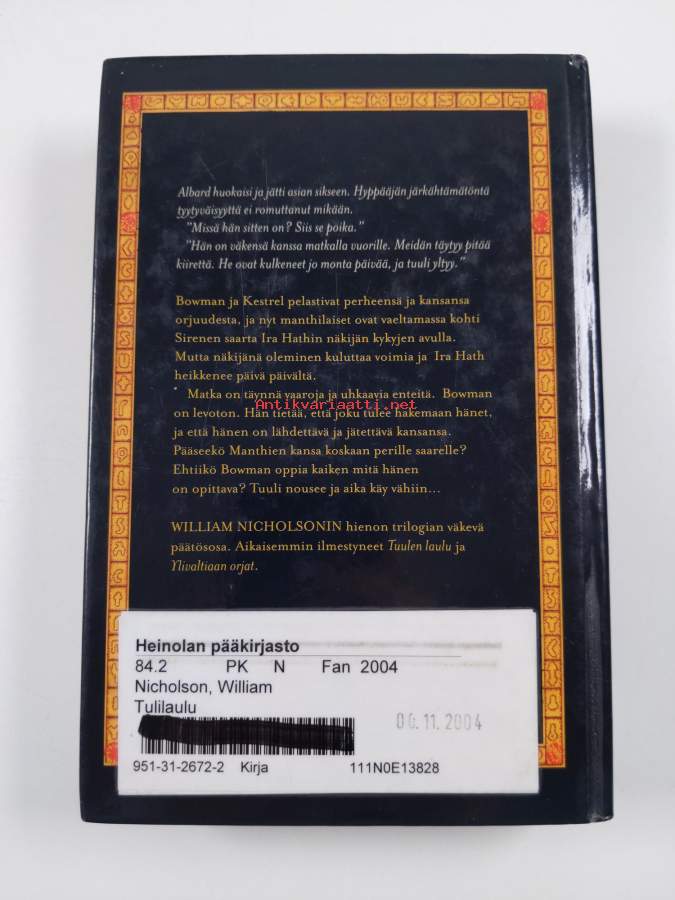 Albard huokaisi ja jätti asian sikseen. Hyppääjän järkähtämätöntä
tyytyväisyyttä ei romuttanut mikään.
"Missä hän sitten on? Siis se poika."
"Hän on väkensä kanssa matkalla vuorille. Meidän täytyy pitää
kiirettä. He ovat kulkeneet jo monta päivää, ja tuuli yltyy."
Bowman ja Kestrel pelastivat perheensä ja kansansa
orjuudesta, ja nyt manthilaiset ovat vaeltamassa kohti
Sirenen saarta Ira Hathin näkijän kykyjen avulla.
Mutta näkijänä oleminen kuluttaa voimia ja Ira Hath
heikkenee päivä päivältä.
Matka on täynnä vaaroja ja uhkaavia enteitä. Bowman
Antikvariaatti.net
on levoton. Hän tietää, että joku tulee hakemaan hänet,
ja että hänen on lähdettävä ja jätettävä kansansa.
Pääseekö Manthien kansa koskaan perille saarelle?
Ehtiikö Bowman oppia kaiken mitä hänen
on opittava? Tuuli nousee ja aika käy vähiin...
WILLIAM NICHOLSONIN hienon trilogian väkevä
päätösosa. Aikaisemmin ilmestyneet Tuulen laulu ja
Ylivaltiaan orjat.
Heinolan pääkirjasto
84.2 PK N Fan 2004
Nicholson, William
Tulilaulu
06.11.2004
951-31-2672-2 Kirja 111N0E13828